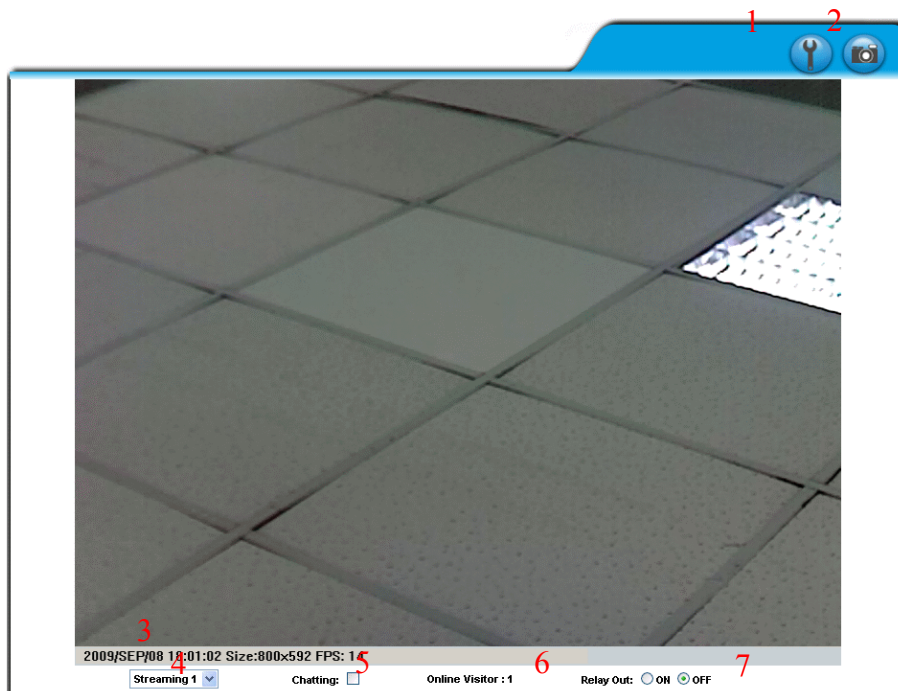 1 2
3
2009/SEP/08 18:01:02 Size:800x592 FPS: 14
4 5 6 7
Streaming 1 Chatting: Online Visitor : 1 Relay Out: ON OFF